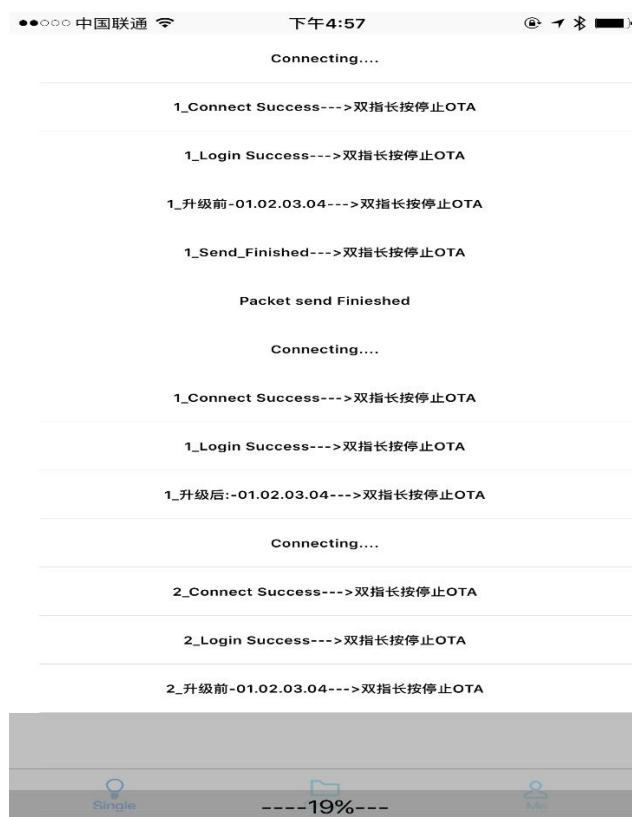 中国联通 下午4:57
Connecting....
1_Connect Success--->双指长按停止OTA
1_Login Success--->双指长按停止OTA
1_升级前-01.02.03.04--->双指长按停止OTA
1_Send_Finished--->双指长按停止OTA
Packet send Finieshed
Connecting....
1_Connect Success--->双指长按停止OTA
1_Login Success--->双指长按停止OTA
1_升级后:-01.02.03.04--->双指长按停止OTA
Connecting....
2_Connect Success--->双指长按停止OTA
2_Login Success--->双指长按停止OTA
2_升级前-01.02.03.04--->双指长按停止OTA
Single Me
----19%---